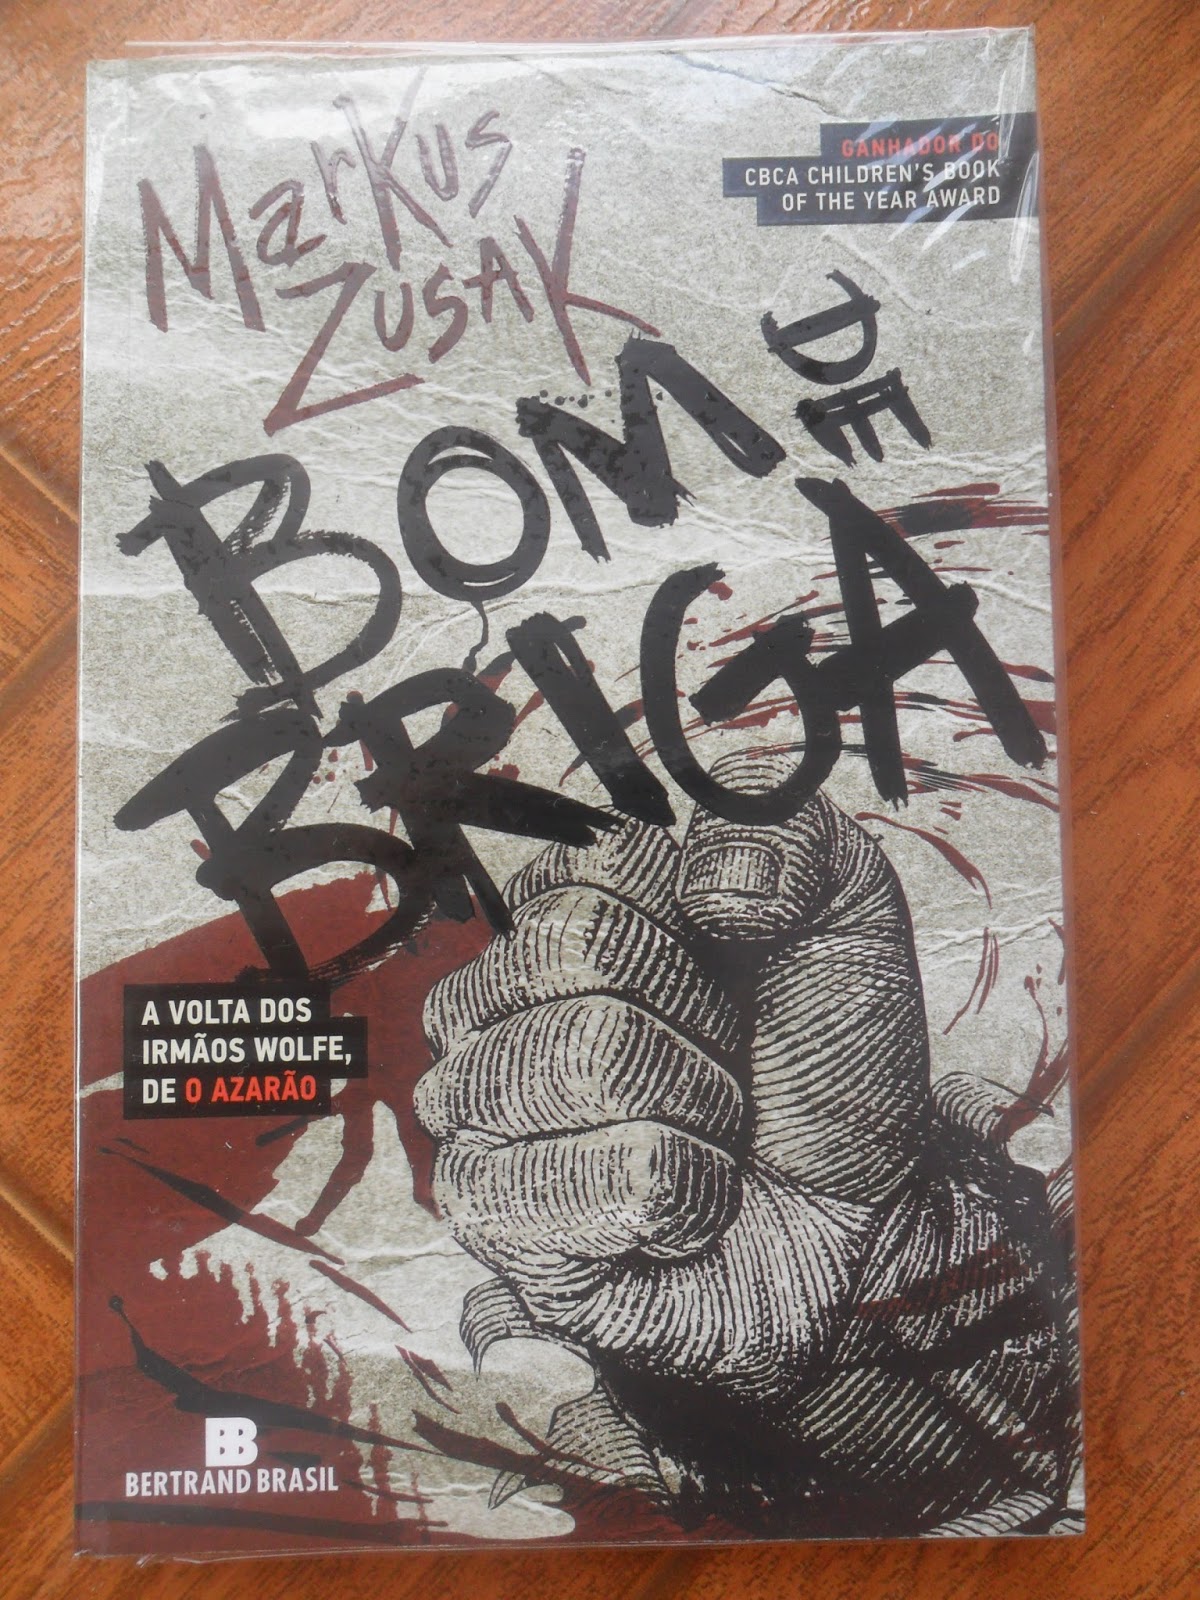 Markus
Zusak
GANHADOR DO
CBCA CHILDREN'S BOOK
OF THE YEAR AWARD
BOM DE
BRIGA
A VOLTA DOS
IRMÃOS WOLFE,
DE O AZARÃO
BB
BERTRAND BRASIL